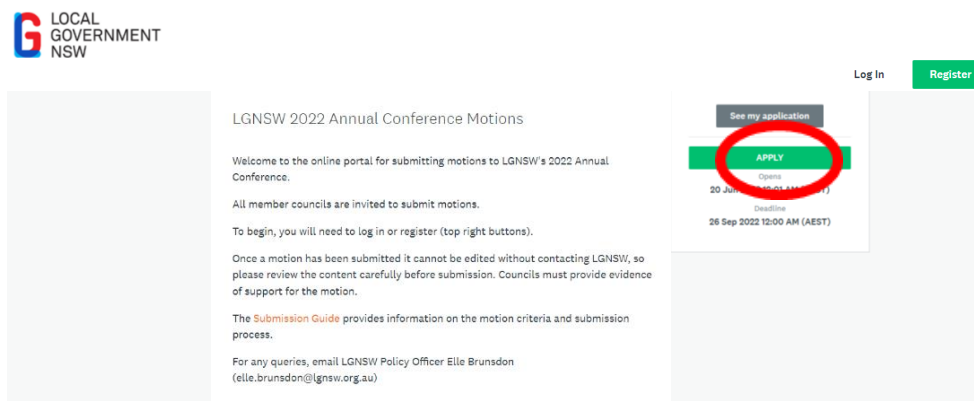 LOCAL
GOVERNMENT
NSW
Log In
Register
LGNSW 2022 Annual Conference Motions
Welcome to the online portal for submitting motions to LGNSW's 2022 Annual
Conference.
All member councils are invited to submit motions.
To begin, you will need to log in or register (top right buttons).
Once a motion has been submitted it cannot be edited without contacting LGNSW, so
please review the content carefully before submission. Councils must provide evidence
of support for the motion.
The Submission Guide provides information on the motion criteria and submission
process.
For any queries, email LGNSW Policy Officer Elle Brunsdon
(elle.brunsdon@lgnsw.org.au)
See my application
APPLY
Opens
20 AM
Deadline
26 Sep 2022 12:00 AM (AEST)